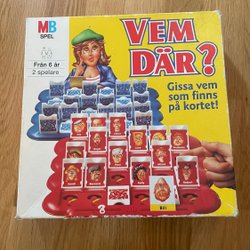 MB
SPEL
Från 6 år
2 spelare
VEM
DÄR?
Gissa vem
som finns
på kortet!